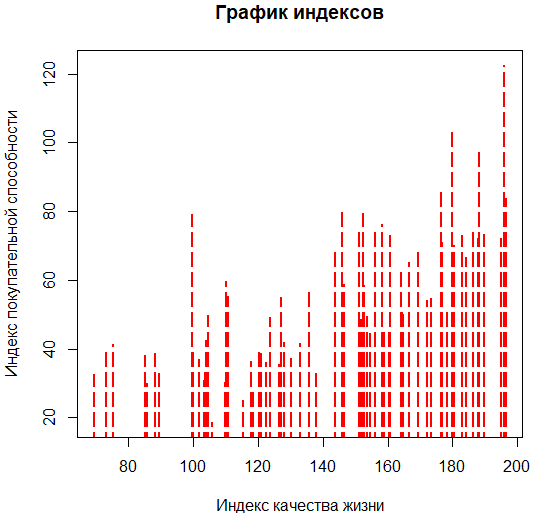 График индексов
Индекс покупательной способности
120
100
80
60
40
20
80 100 120 140 160 180 200
Индекс качества жизни